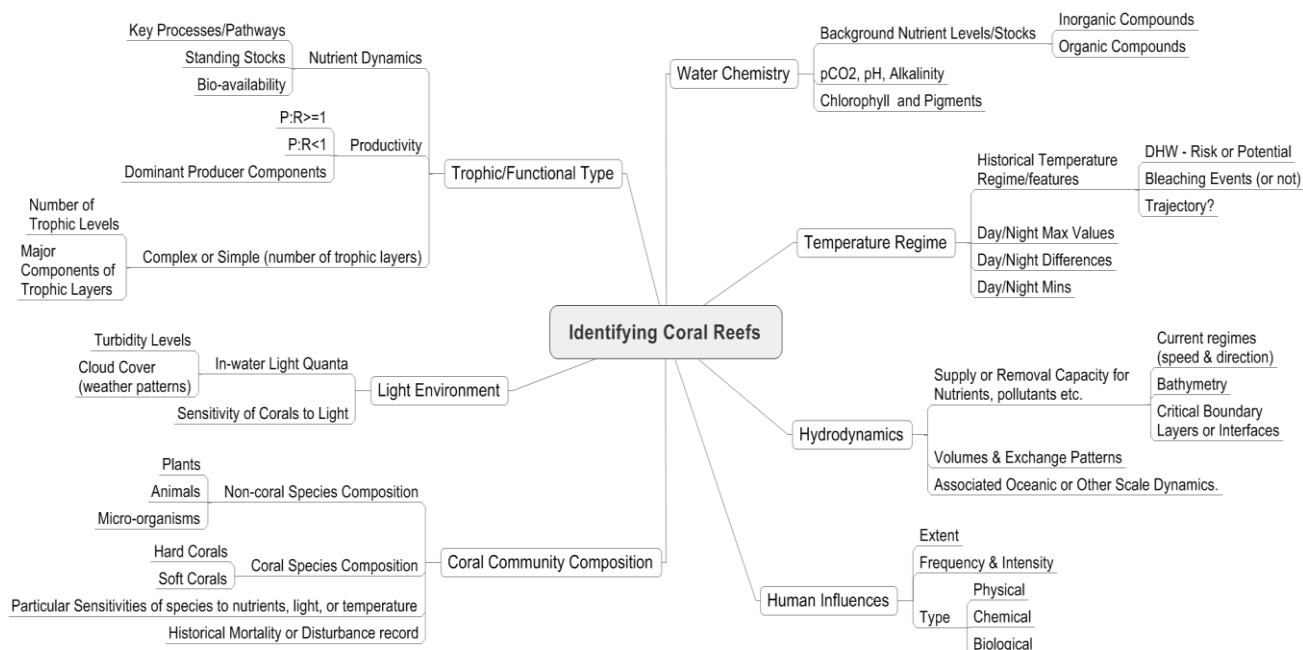 Identifying Coral Reefs
Trophic/Functional Type
Nutrient Dynamics
Key Processes/Pathways
Standing Stocks
Bio-availability
Productivity
P:R>=1
P:R<1
Dominant Producer Components
Complex or Simple (number of trophic layers)
Number of
Trophic Levels
Major
Components of
Trophic Layers
Light Environment
In-water Light Quanta
Turbidity Levels
Cloud Cover
(weather patterns)
Sensitivity of Corals to Light
Coral Community Composition
Non-coral Species Composition
Plants
Animals
Micro-organisms
Coral Species Composition
Hard Corals
Soft Corals
Particular Sensitivities of species to nutrients, light, or temperature
Historical Mortality or Disturbance record
Water Chemistry
Background Nutrient Levels/Stocks
Inorganic Compounds
Organic Compounds
pCO2, pH, Alkalinity
Chlorophyll and Pigments
Temperature Regime
Historical Temperature
Regime/features
DHW - Risk or Potential
Bleaching Events (or not)
Trajectory?
Day/Night Max Values
Day/Night Differences
Day/Night Mins
Hydrodynamics
Supply or Removal Capacity for
Nutrients, pollutants etc.
Current regimes
(speed & direction)
Bathymetry
Critical Boundary
Layers or Interfaces
Volumes & Exchange Patterns
Associated Oceanic or Other Scale Dynamics.
Human Influences
Extent
Frequency & Intensity
Type
Physical
Chemical
Biological